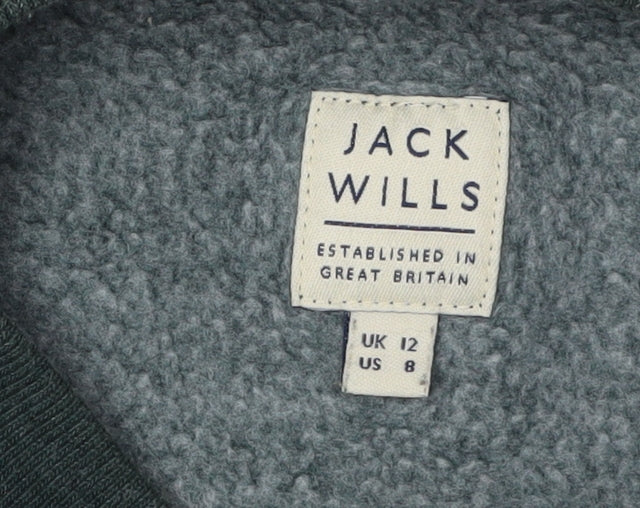 JACK
WILLS
ESTABLISHED IN
GREAT BRITAIN
UK 12
US 8